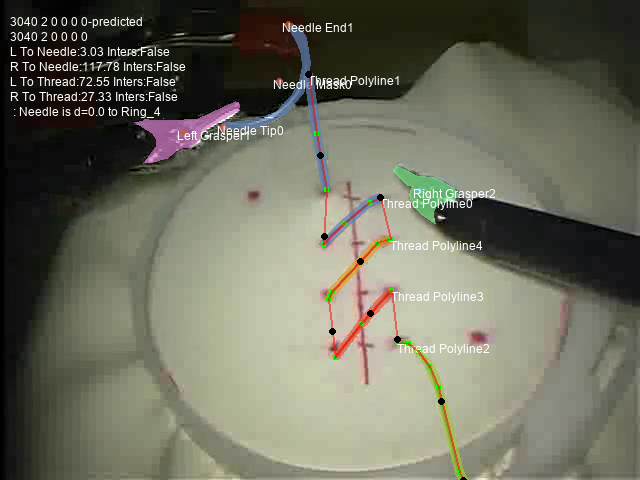 3040 2 0 0 0 0-predicted
3040 2 0 0 0 0
L To Needle:3.03 Inters:False
R To Needle:117.78 Inters:False
L To Thread:72.55 Inters:False
R To Thread:27.33 Inters:False
: Needle is d=0.0 to Ring_4
Needle End1
Thread Polyline1
Needle Mask0
Needle Tip0
Left Grasper1
Right Grasper2
Thread Polyline0
Thread Polyline4
Thread Polyline3
Thread Polyline2